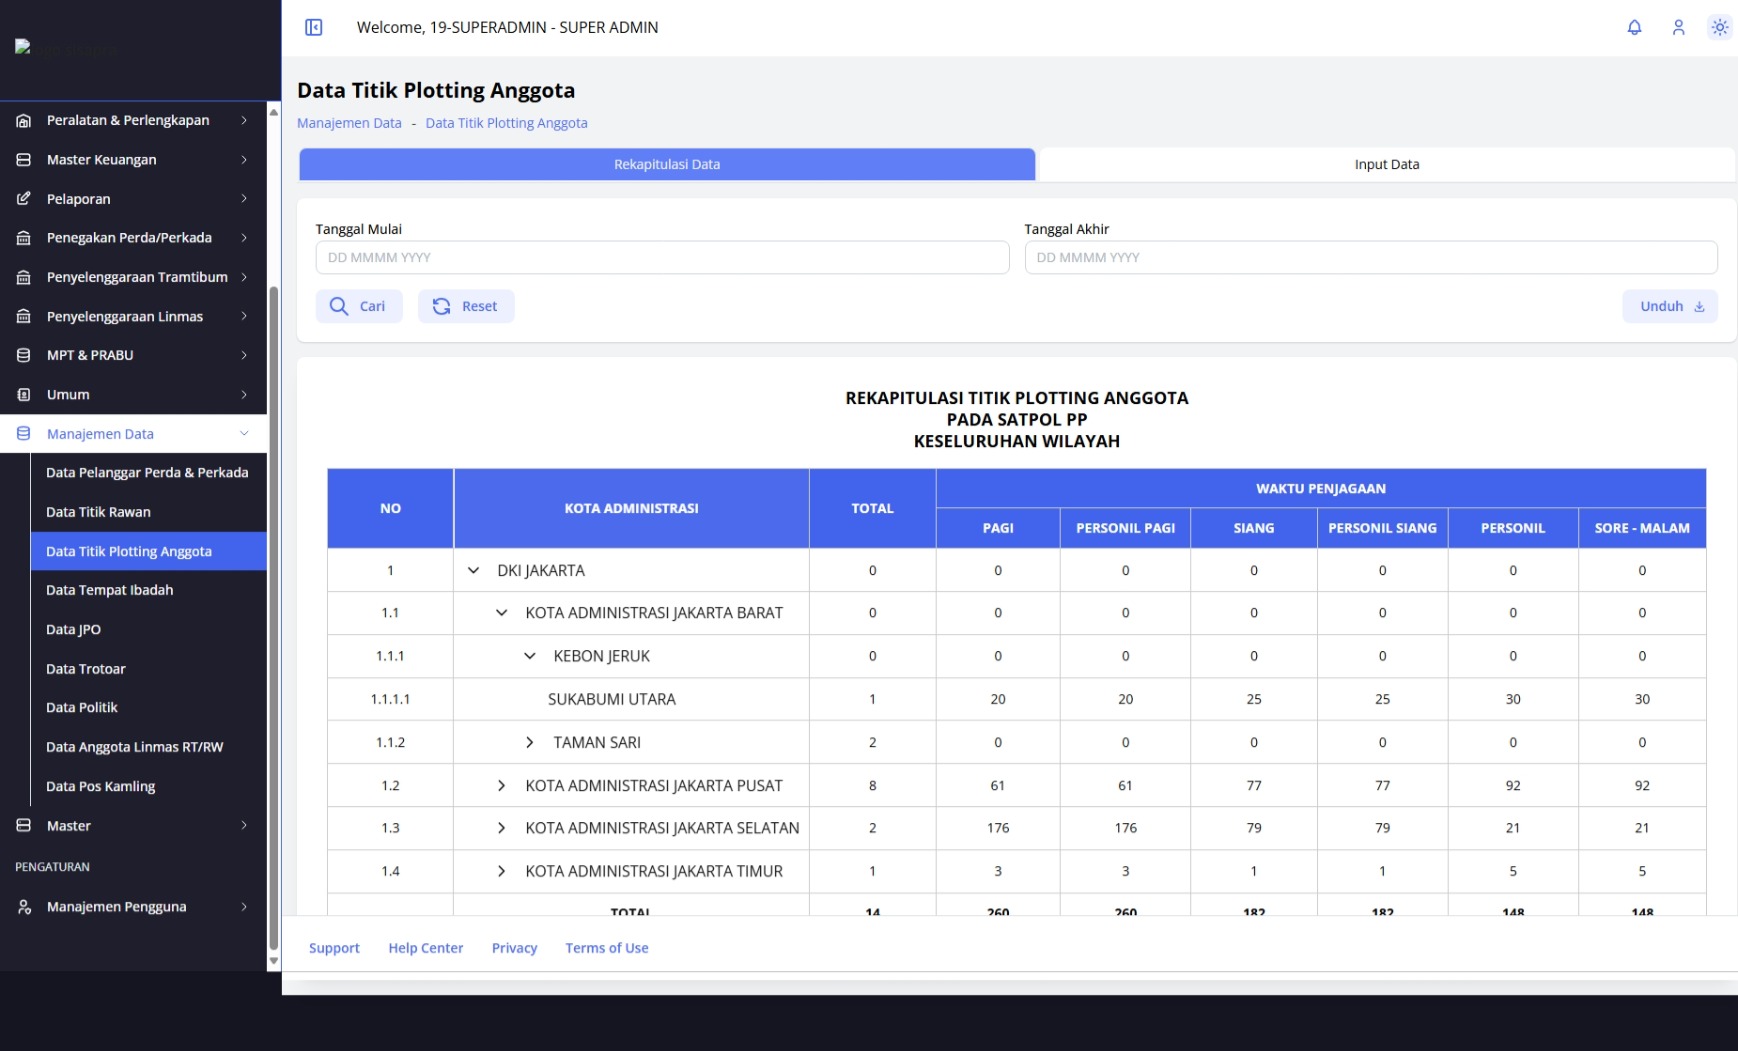 Welcome, 19-SUPERADMIN - SUPER ADMIN
Peralatan & Perlengkapan
Master Keuangan
Pelaporan
Penegakan Perda/Perkada
Penyelenggaraan Tramtibum
Penyelenggaraan Linmas
MPT & PRABU
Umum
Manajemen Data
Data Pelanggar Perda & Perkada
Data Titik Rawan
Data Titik Plotting Anggota
Data Tempat Ibadah
Data JPO
Data Trotoar
Data Politik
Data Anggota Linmas RT/RW
Data Pos Kamling
Master
PENGATURAN
Manajemen Pengguna
Data Titik Plotting Anggota
Manajemen Data - Data Titik Plotting Anggota
Rekapitulasi Data Input Data
Tanggal Mulai Tanggal Akhir
DD MMMM YYYY DD MMMM YYYY
Cari Reset Unduh
REKAPITULASI TITIK PLOTTING ANGGOTA
PADA SATPOL PP
KESELURUHAN WILAYAH
NO KOTA ADMINISTRASI TOTAL WAKTU PENJAGAAN
PAGI PERSONIL PAGI SIANG PERSONIL SIANG PERSONIL SORE - MALAM
1 DKI JAKARTA 0 0 0 0 0 0 0
1.1 KOTA ADMINISTRASI JAKARTA BARAT 0 0 0 0 0 0 0
1.1.1 KEBON JERUK 0 0 0 0 0 0 0
1.1.1.1 SUKABUMI UTARA 1 20 20 25 25 30 30
1.1.2 TAMAN SARI 2 0 0 0 0 0 0
1.2 KOTA ADMINISTRASI JAKARTA PUSAT 8 61 61 77 77 92 92
1.3 KOTA ADMINISTRASI JAKARTA SELATAN 2 176 176 79 79 21 21
1.4 KOTA ADMINISTRASI JAKARTA TIMUR 1 3 3 1 1 5 5
TOTAL 14 260 260 182 182 148 148
Support Help Center Privacy Terms of Use